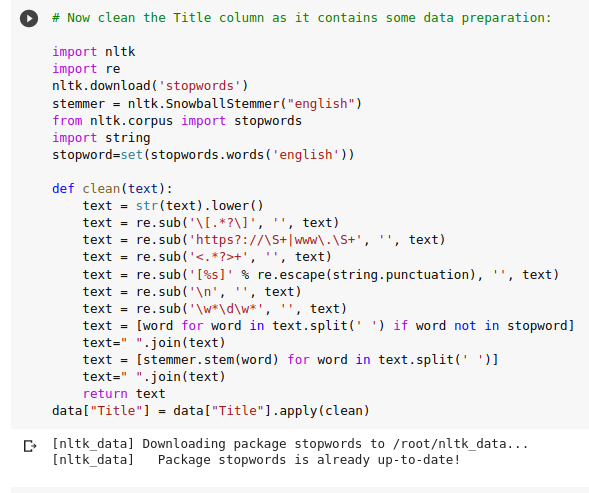 # Now clean the Title column as it contains some data preparation:
import nltk
import re
nltk.download('stopwords')
stemmer = nltk.SnowballStemmer("english")
from nltk.corpus import stopwords
import string
stopword=set(stopwords.words('english'))
def clean(text):
    text = str(text).lower()
    text = re.sub('\[.*?\]', '', text)
    text = re.sub('https?://\S+|www\.\S+', '', text)
    text = re.sub('<.*?>+', '', text)
    text = re.sub('[%s]' % re.escape(string.punctuation), '', text)
    text = re.sub('\n', '', text)
    text = re.sub('\w*\d\w*', '', text)
    text = [word for word in text.split(' ') if word not in stopword]
    text=" ".join(text)
    text = [stemmer.stem(word) for word in text.split(' ')]
    text=" ".join(text)
    return text
data["Title"] = data["Title"].apply(clean)
[nltk_data] Downloading package stopwords to /root/nltk_data...
[nltk_data]   Package stopwords is already up-to-date!